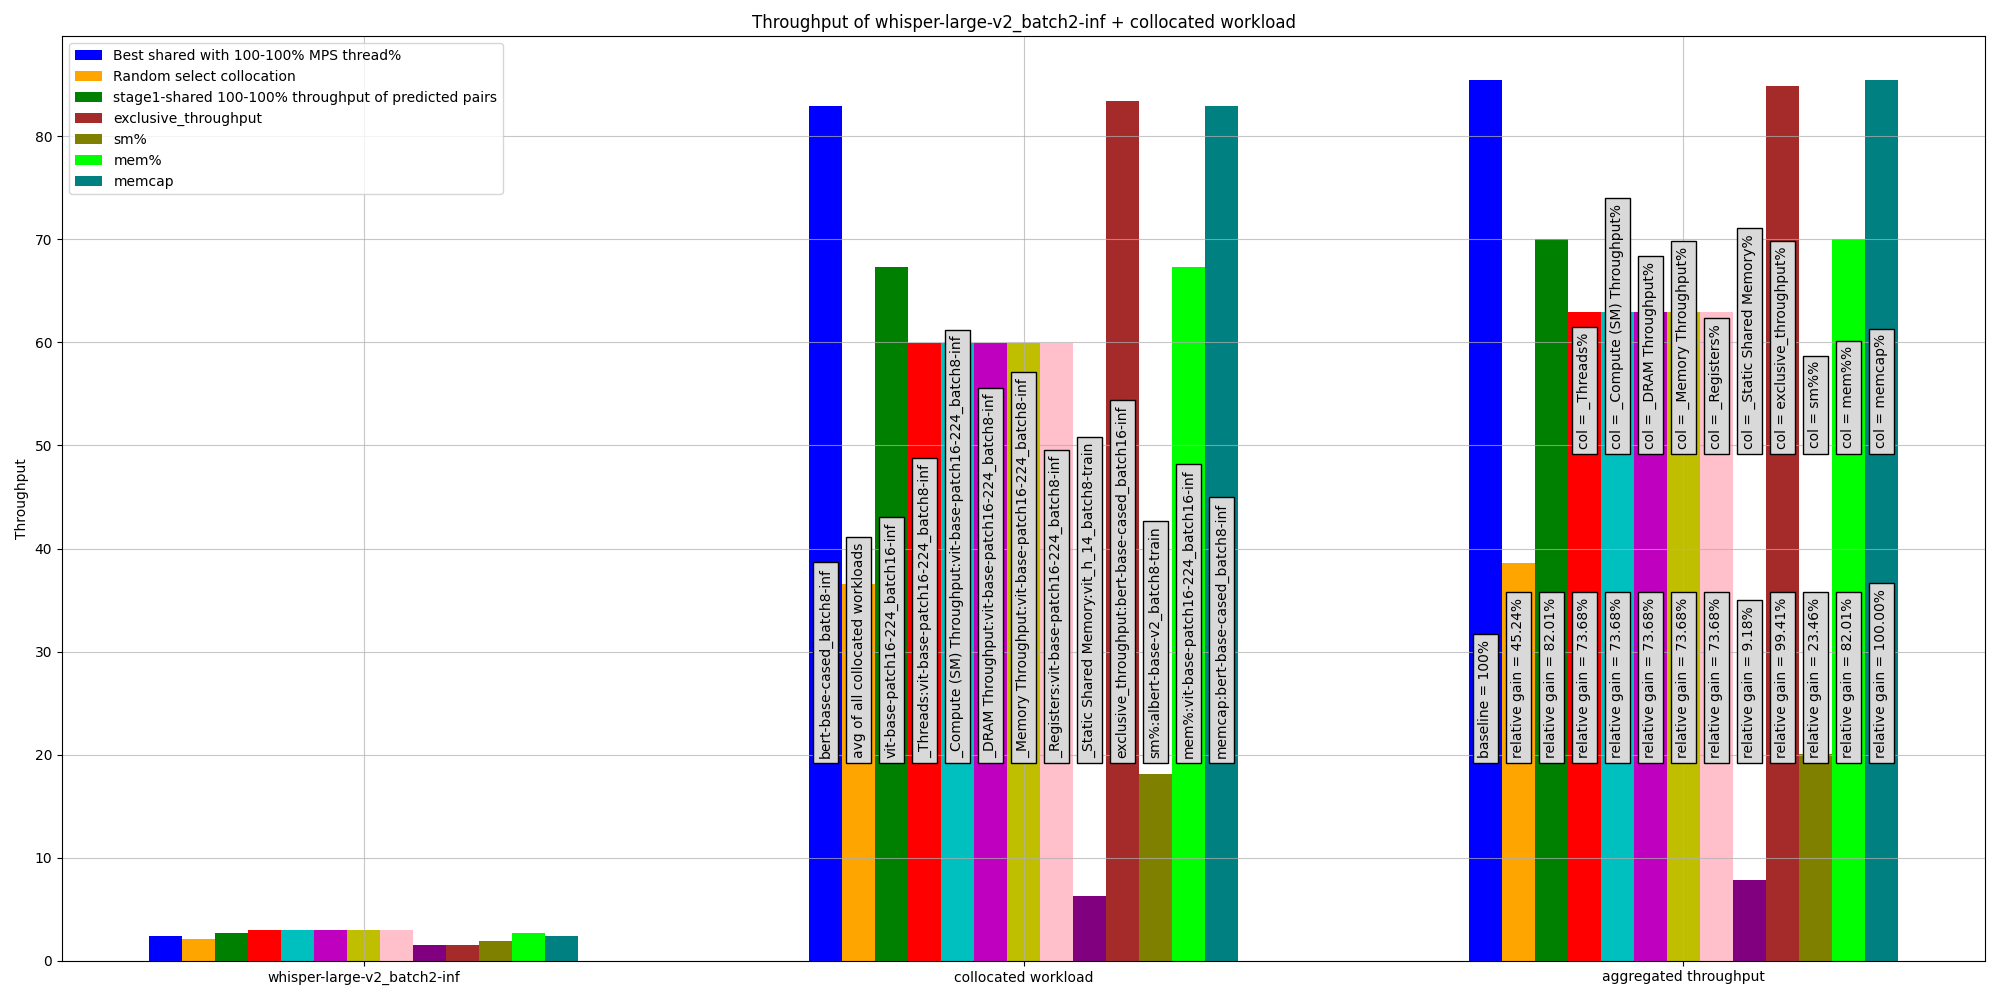 Throughput of whisper-large-v2_batch2-inf + collocated workload
Best shared with 100-100% MPS thread%
Random select collocation
stage1-shared 100-100% throughput of predicted pairs
exclusive_throughput
sm%
mem%
memcap
Throughput
80
70
60
50
40
30
20
10
0
bert-base-cased_batch8-inf
avg of all collocated workloads
vit-base-patch16-224_batch16-inf
_Threads:vit-base-patch16-224_batch8-inf
_Compute (SM) Throughput:vit-base-patch16-224_batch8-inf
_DRAM Throughput:vit-base-patch16-224_batch8-inf
_Memory Throughput:vit-base-patch16-224_batch8-inf
_Registers:vit-base-patch16-224_batch8-inf
_Static Shared Memory:vit_h_14_batch8-train
exclusive_throughput:bert-base-cased_batch16-inf
sm%:albert-base-v2_batch8-train
mem%:vit-base-patch16-224_batch16-inf
memcap:bert-base-cased_batch8-inf
col = _Threads%
col = _Compute (SM) Throughput%
col = _DRAM Throughput%
col = _Memory Throughput%
col = _Registers%
col = _Static Shared Memory%
col = exclusive_throughput%
col = sm%%
col = mem%%
col = memcap%
baseline = 100%
relative gain = 45.24%
relative gain = 82.01%
relative gain = 73.68%
relative gain = 73.68%
relative gain = 73.68%
relative gain = 73.68%
relative gain = 73.68%
relative gain = 9.18%
relative gain = 99.41%
relative gain = 23.46%
relative gain = 82.01%
relative gain = 100.00%
whisper-large-v2_batch2-inf
collocated workload
aggregated throughput